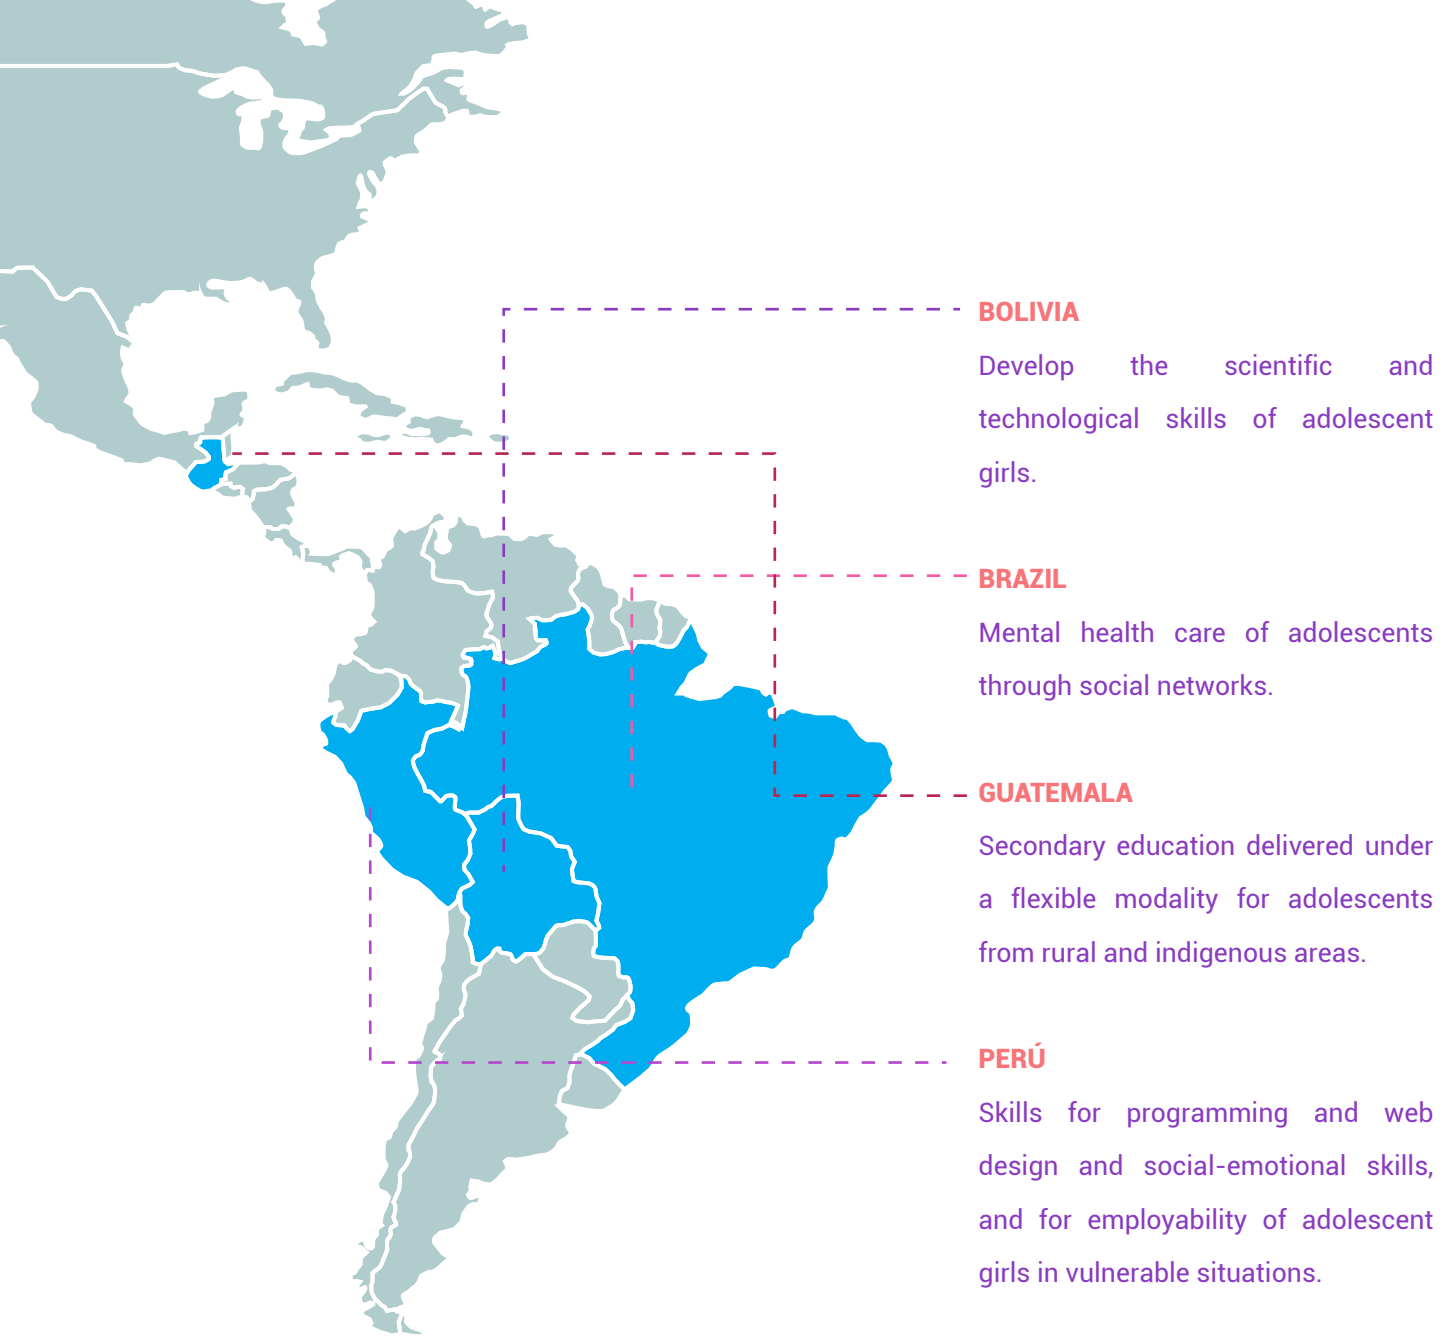 BOLIVIA
Develop the scientific and
technological skills of adolescent
girls.
BRAZIL
Mental health care of adolescents
through social networks.
GUATEMALA
Secondary education delivered under
a flexible modality for adolescents
from rural and indigenous areas.
PERÚ
Skills for programming and web
design and social-emotional skills,
and for employability of adolescent
girls in vulnerable situations.